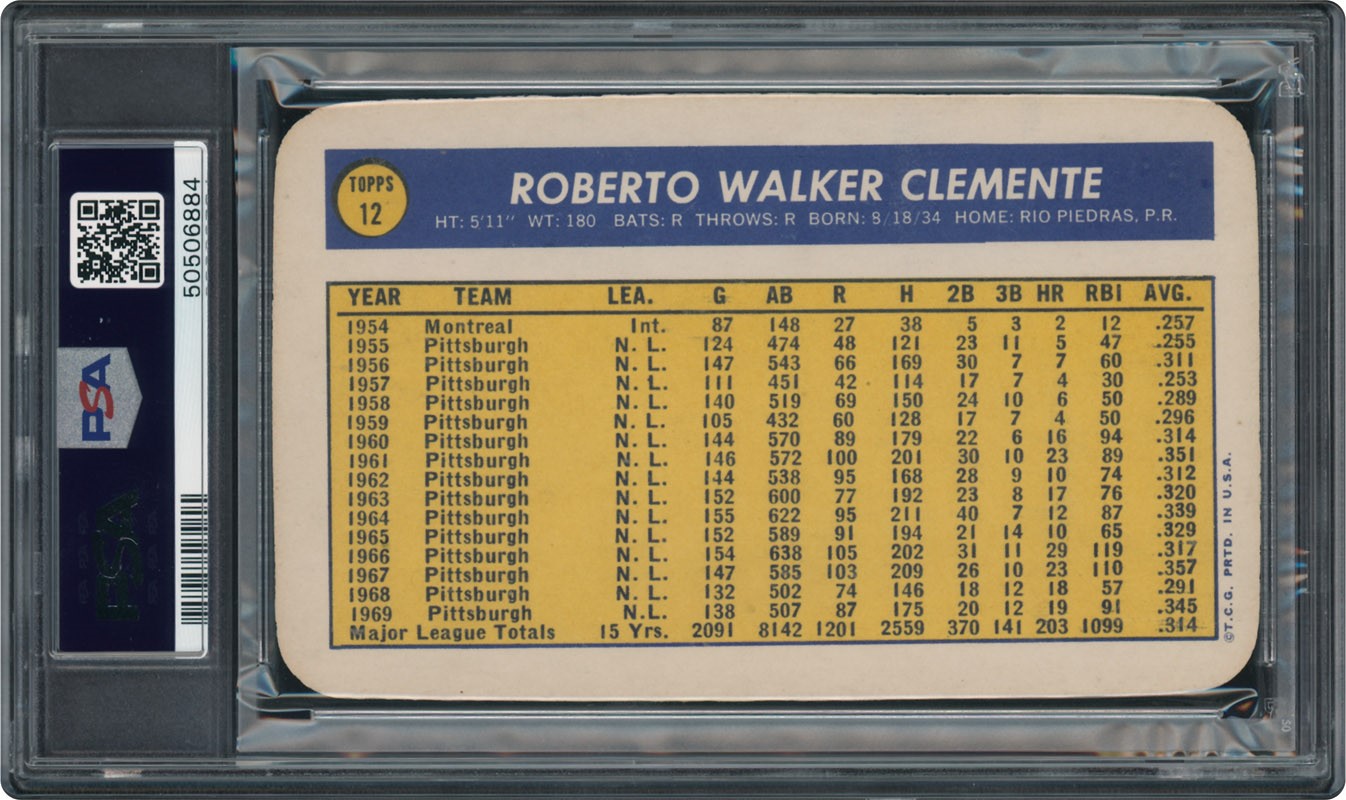 TOPPS
12
ROBERTO WALKER CLEMENTE
HT: 5'11" WT: 180 BATS: R THROWS: R BORN: 8/18/34 HOME: RIO PIEDRAS, P.R.
YEAR TEAM LEA. G AB R H 2B 3B HR RBI AVG.
1954 Montreal Int. 87 148 27 38 5 3 2 12 .257
1955 Pittsburgh N. L. 124 474 48 121 23 11 5 47 .255
1956 Pittsburgh N. L. 147 543 66 169 30 7 7 60 .311
1957 Pittsburgh N. L. 111 451 42 114 17 7 4 30 .253
1958 Pittsburgh N. L. 140 519 69 150 24 10 6 50 .289
1959 Pittsburgh N. L. 105 432 60 128 17 7 4 50 .296
1960 Pittsburgh N. L. 144 570 89 179 22 6 16 94 .314
1961 Pittsburgh N. L. 146 572 100 201 30 10 23 89 .351
1962 Pittsburgh N. L. 144 538 95 168 28 9 10 74 .312
1963 Pittsburgh N. L. 152 600 77 192 23 8 17 76 .320
1964 Pittsburgh N. L. 155 622 95 211 40 7 12 87 .339
1965 Pittsburgh N. L. 152 589 91 194 21 14 10 65 .329
1966 Pittsburgh N. L. 154 638 105 202 31 11 29 119 .317
1967 Pittsburgh N. L. 147 585 103 209 26 10 23 110 .357
1968 Pittsburgh N. L. 132 502 74 146 18 12 18 57 .291
1969 Pittsburgh N.L. 138 507 87 175 20 12 19 91 .345
Major League Totals 15 Yrs. 2091 8142 1201 2559 370 141 203 1099 .314
©T.C.G. PRTD. IN U.S.A.
50506884
PSA
PSA